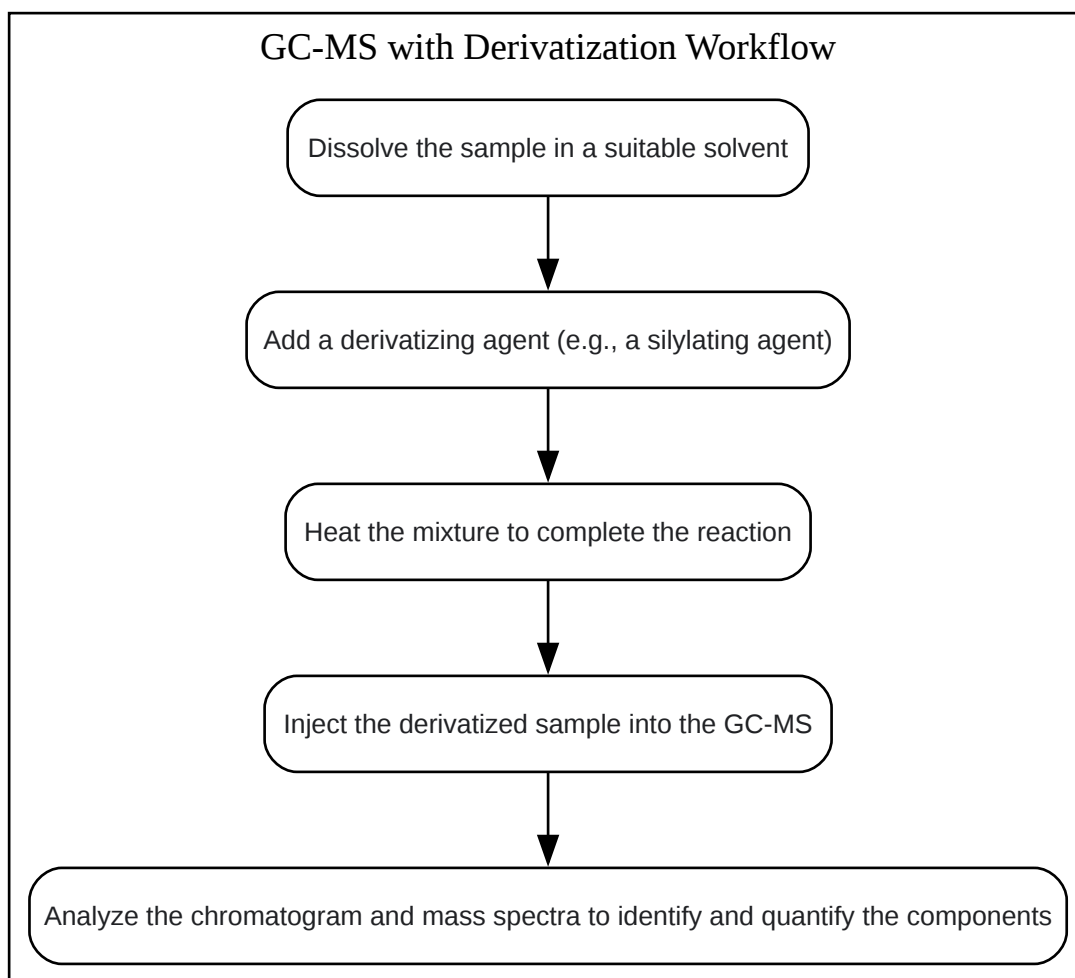 GC-MS with Derivatization Workflow
Dissolve the sample in a suitable solvent
Add a derivatizing agent (e.g., a silylating agent)
Heat the mixture to complete the reaction
Inject the derivatized sample into the GC-MS
Analyze the chromatogram and mass spectra to identify and quantify the components